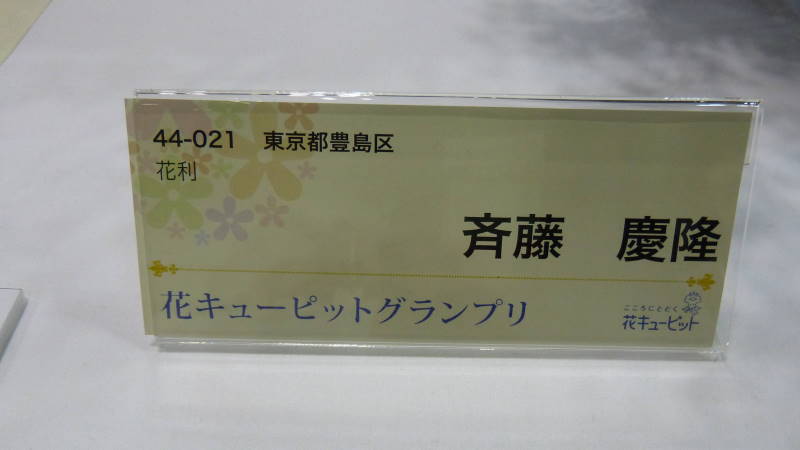 44-021 東京都豊島区
花利
斉藤 慶隆
花キューピットグランプリ
こころにとどく
花キューピット